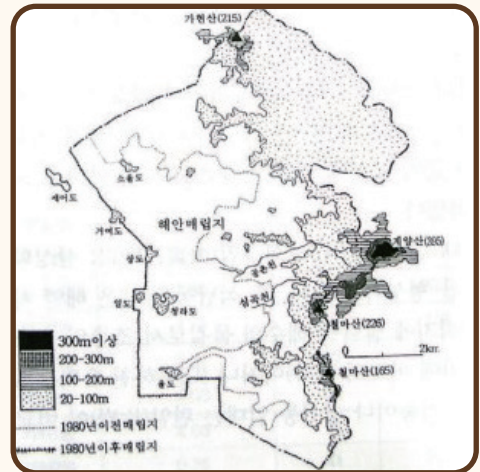 가현산(215)
소율도
세어도
거여도
해안매립지
계양산(395)
장도
공촌천
심곡천
일도
청라도
철마산(226)
300m이상
200-300m
100-200m
20-100m
율도
철마산(165)
0 2km
1980년이전매립지
1980년이후매립지